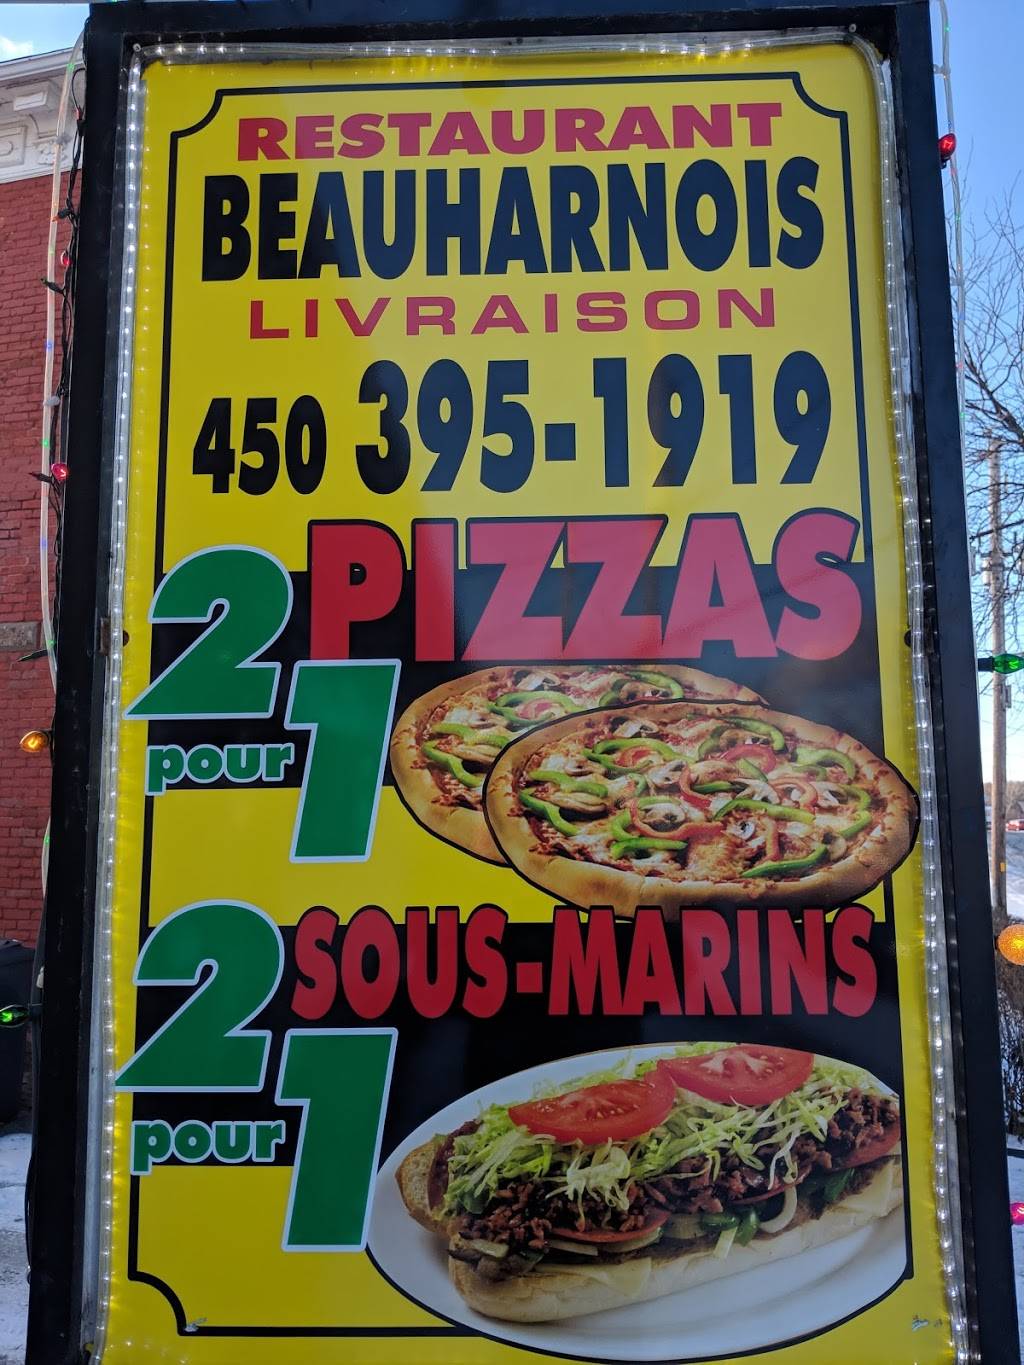 RESTAURANT
BEAUHARNOIS
LIVRAISON
450 395-1919
2 PIZZAS
pour 1
2 SOUS-MARINS
pour 1